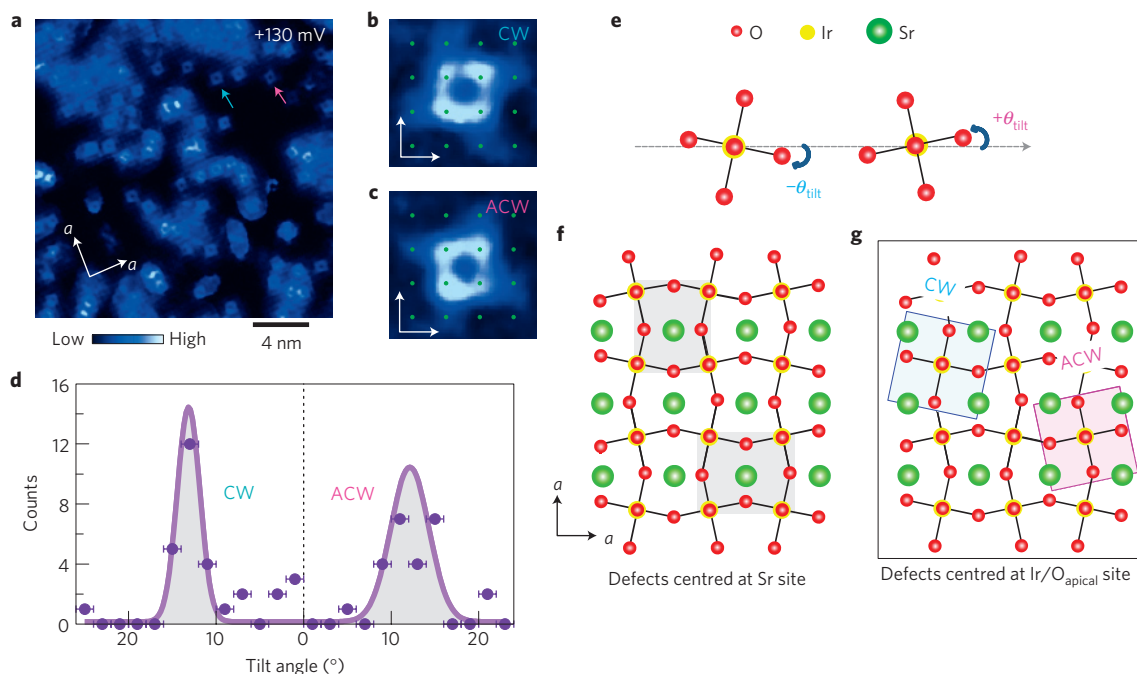 a
+130 mV
a
a
Low
High
4 nm
b
CW
c
ACW
d
16
12
8
4
0
Counts
CW
ACW
20
10
0
10
20
Tilt angle (°)
e
O
Ir
Sr
+θtilt
−θtilt
f
a
a
Defects centred at Sr site
g
CW
ACW
Defects centred at Ir/Oapical site